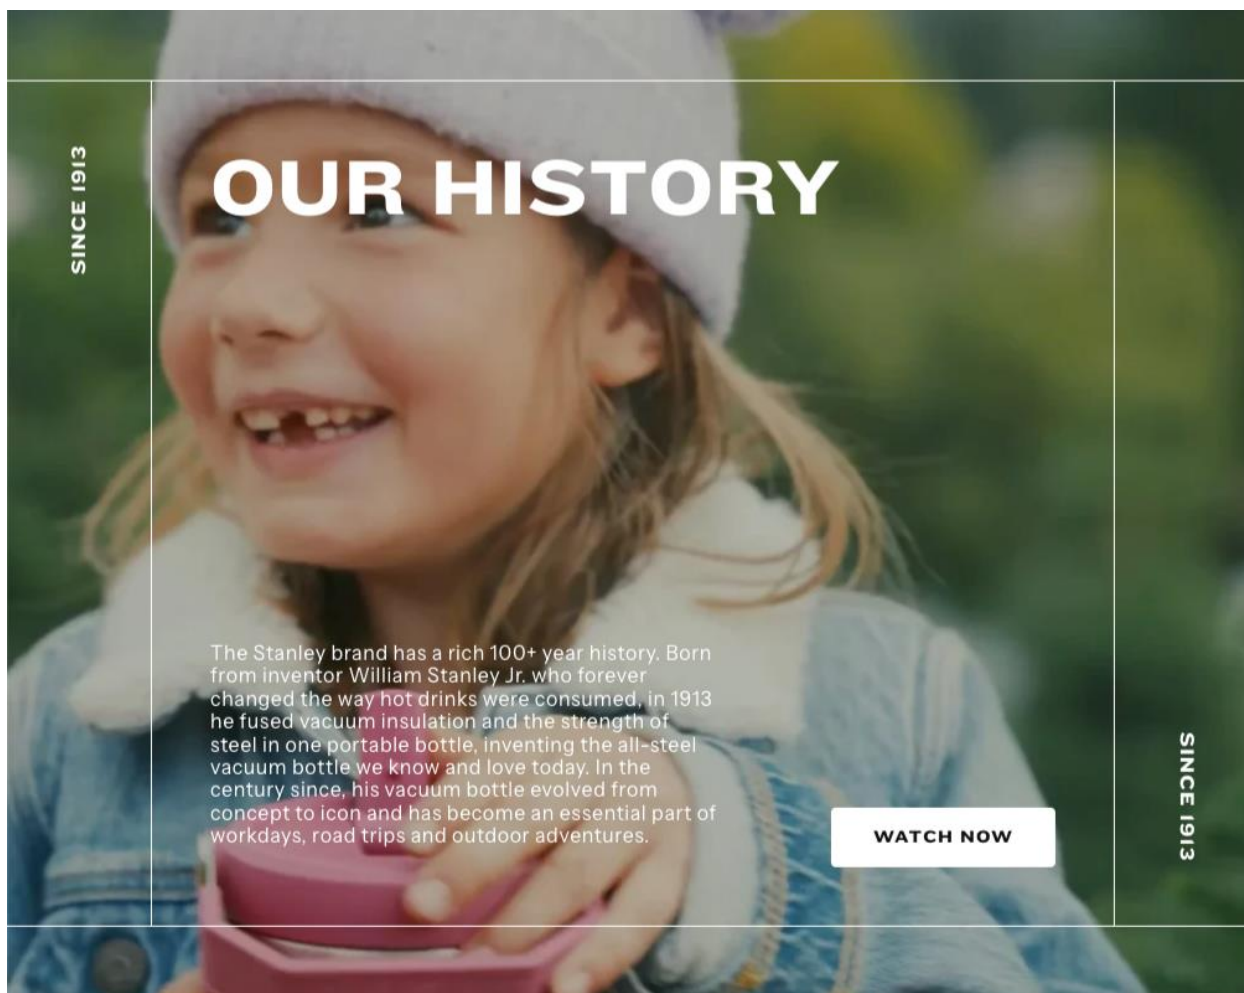 SINCE 1913
OUR HISTORY
The Stanley brand has a rich 100+ year history. Born
from inventor William Stanley Jr. who forever
changed the way hot drinks were consumed, in 1913
he fused vacuum insulation and the strength of
steel in one portable bottle, inventing the all-steel
vacuum bottle we know and love today. In the
century since, his vacuum bottle evolved from
concept to icon and has become an essential part of
workdays, road trips and outdoor adventures.
WATCH NOW
SINCE 1913